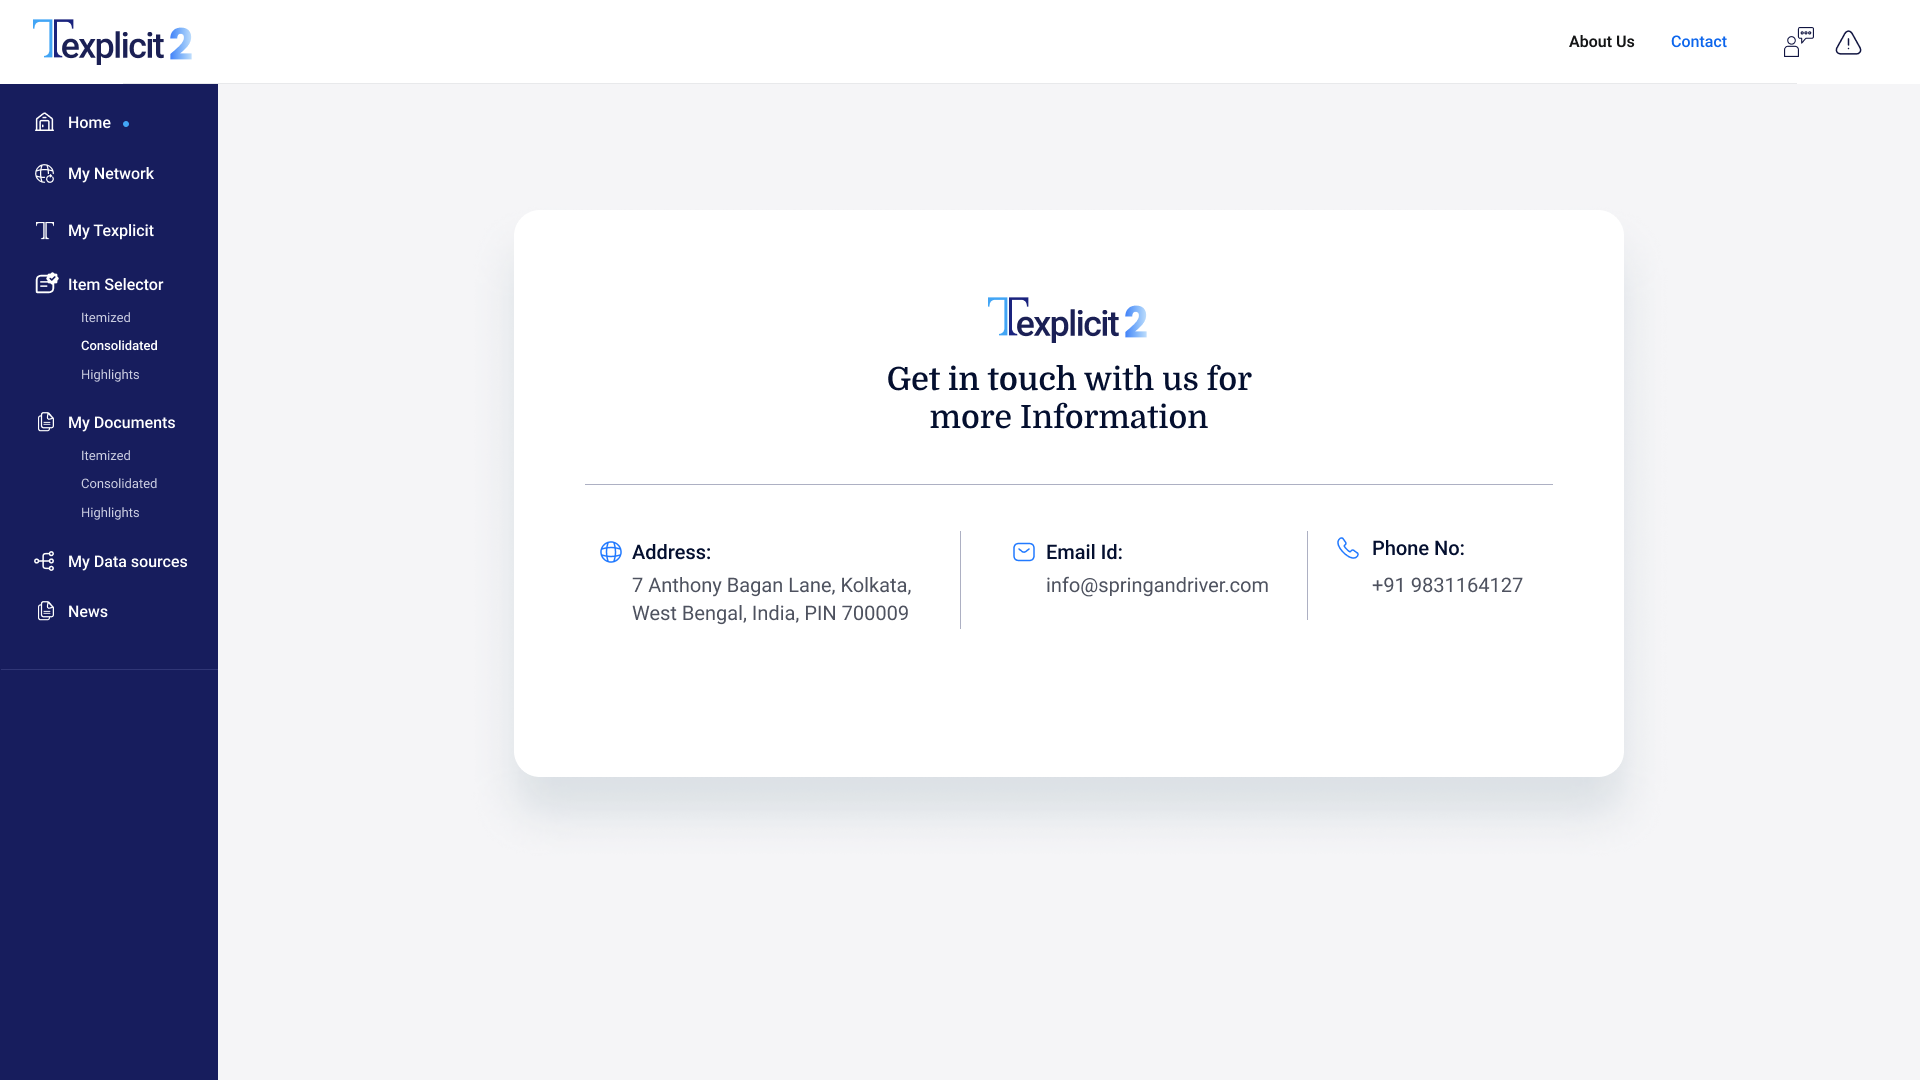 Texplicit 2
About Us
Contact
Home
My Network
My Texplicit
Item Selector
Itemized
Consolidated
Highlights
My Documents
Itemized
Consolidated
Highlights
My Data sources
News
Texplicit 2
Get in touch with us for
more Information
Address:
7 Anthony Bagan Lane, Kolkata,
West Bengal, India, PIN 700009
Email Id:
info@springandriver.com
Phone No:
+91 9831164127